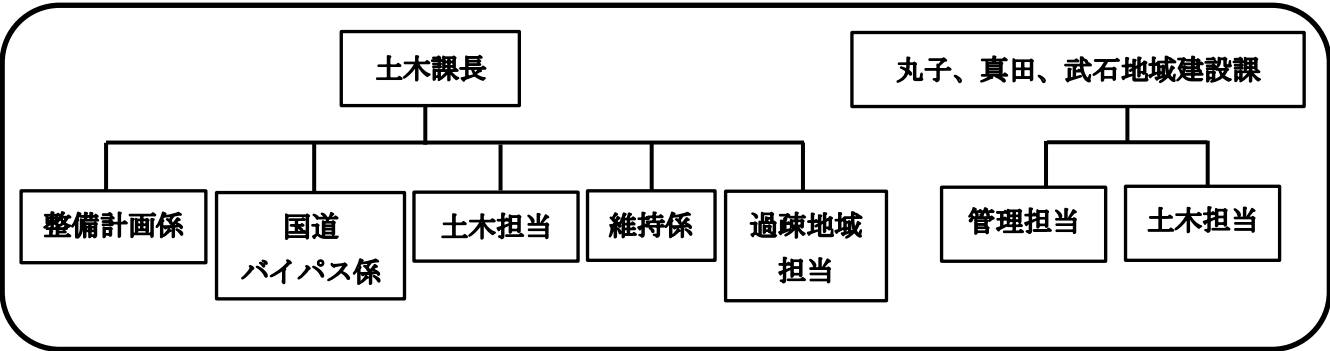 土木課長
丸子、真田、武石地域建設課
整備計画係
国道
バイパス係
土木担当
維持係
過疎地域
担当
管理担当
土木担当